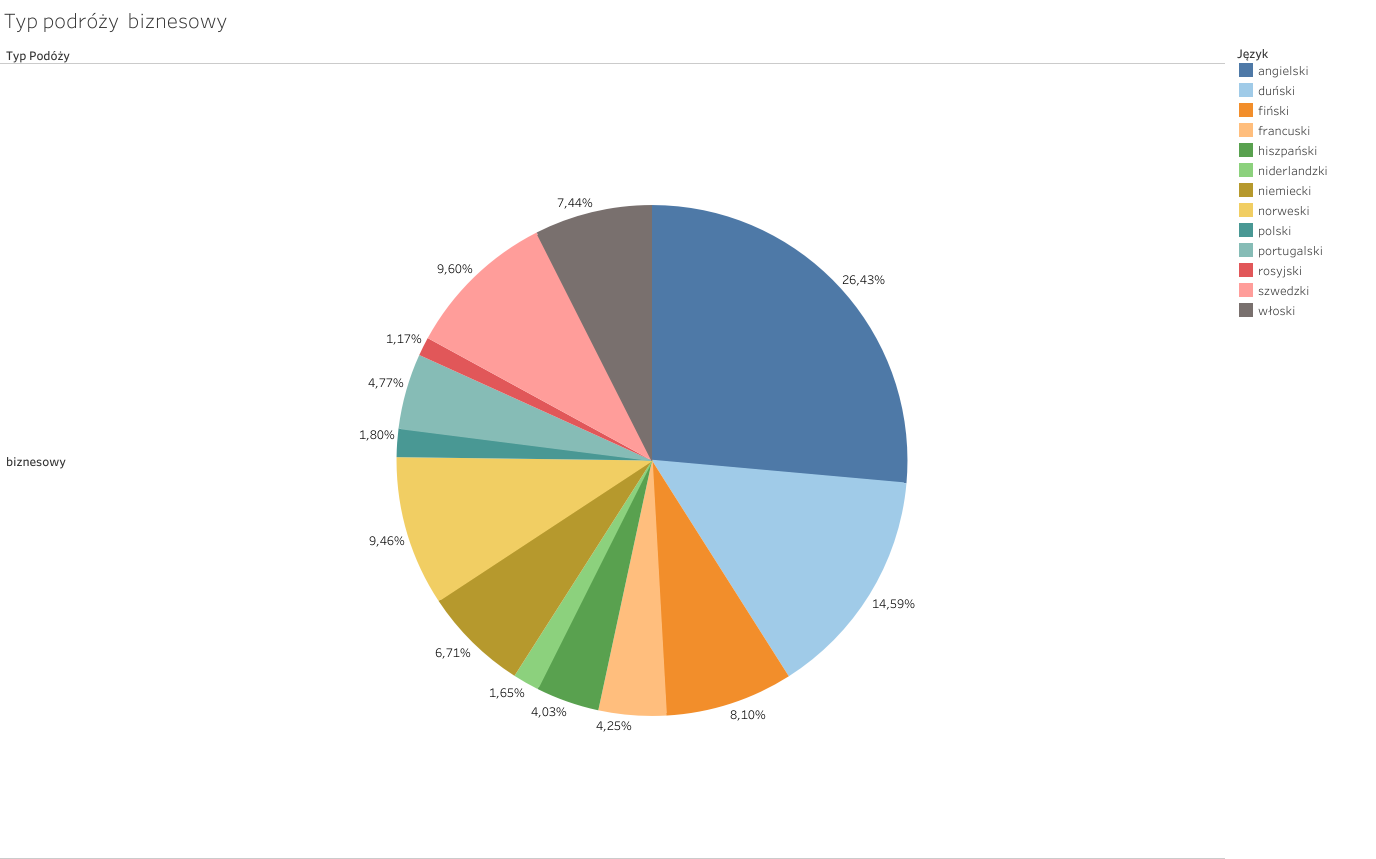 Typ podróży biznesowy
Typ Podóży
biznesowy
26,43%
14,59%
8,10%
4,25%
4,03%
1,65%
6,71%
9,46%
1,80%
4,77%
1,17%
9,60%
7,44%
Język
angielski
duński
fiński
francuski
hiszpański
niderlandzki
niemiecki
norweski
polski
portugalski
rosyjski
szwedzki
włoski